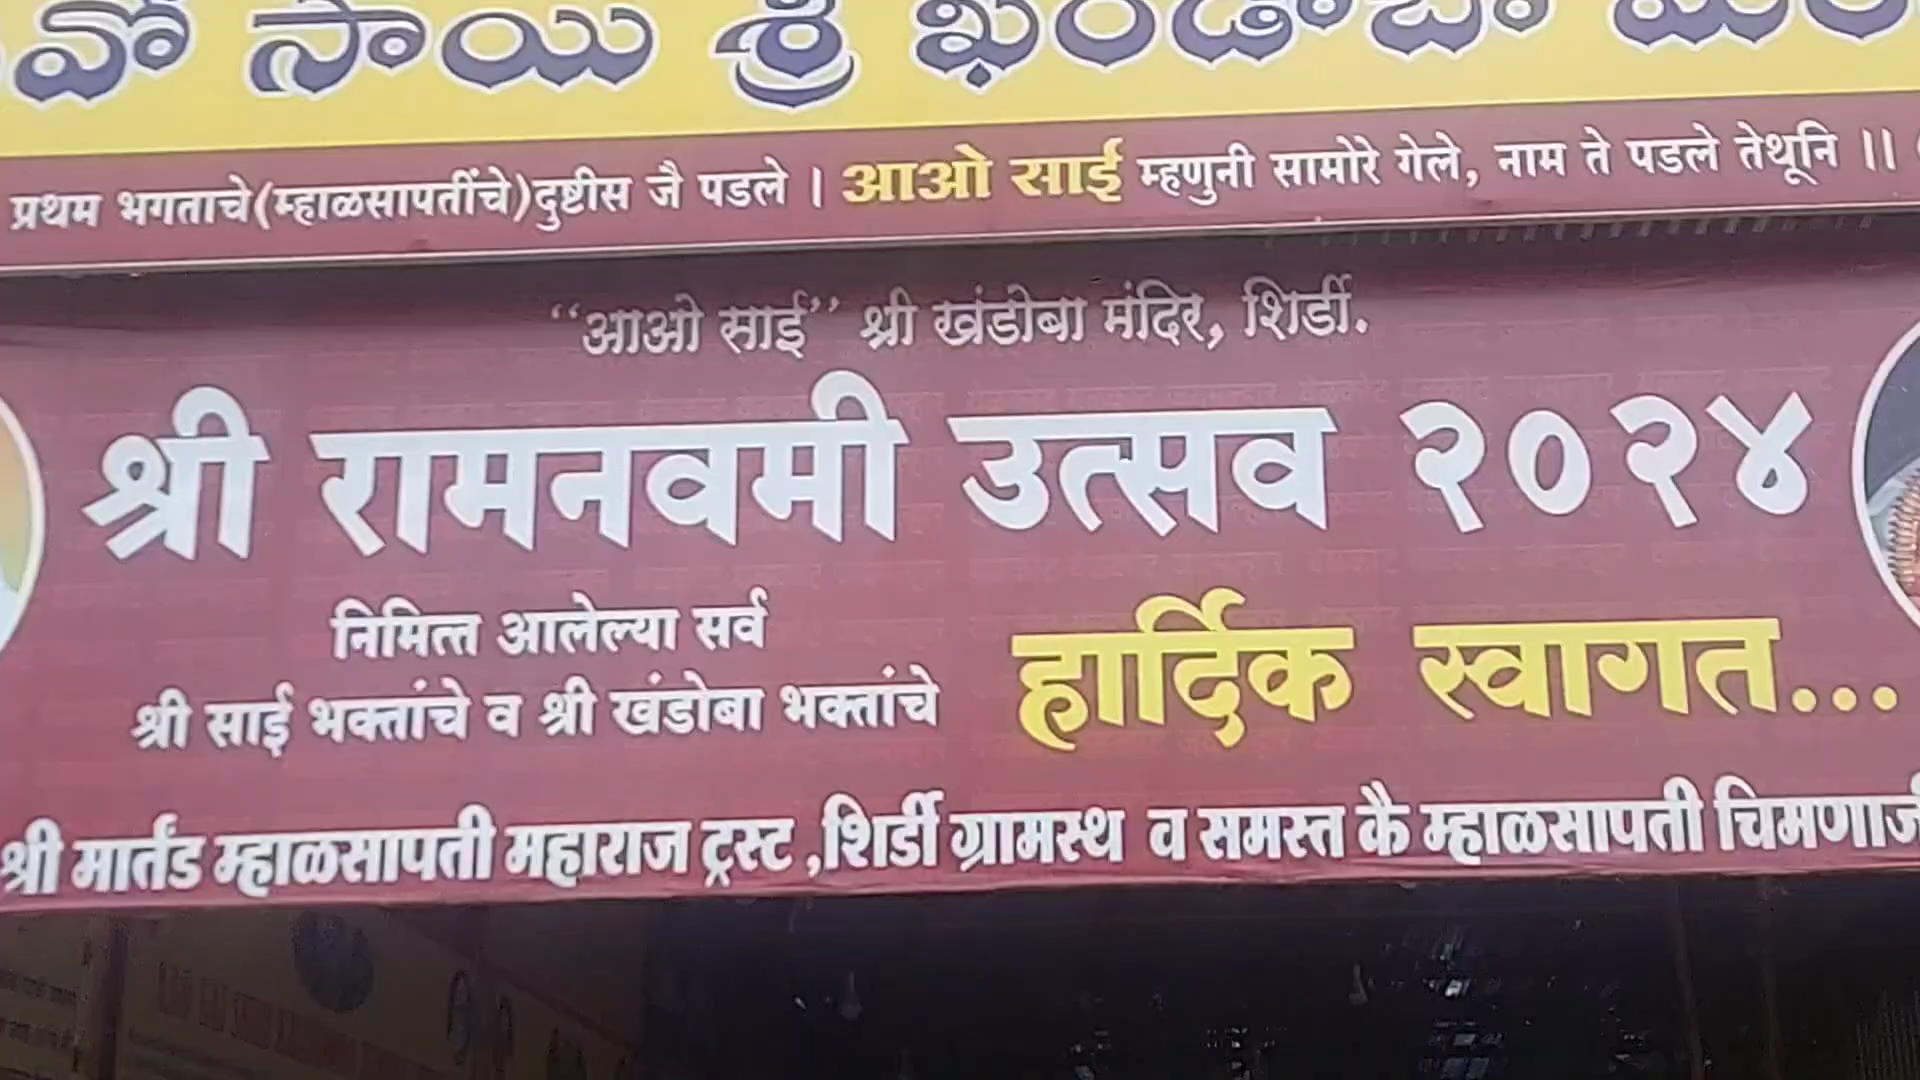 సాయి శ్రీ ఖండోబా
प्रथम भगताचे(म्हाळसापतींचे)दुष्टीस जै पडले । आओ साई म्हणुनी सामोरे गेले, नाम ते पडले तेथूनि ।।
“आओ साई” श्री खंडोबा मंदिर, शिर्डी.
श्री रामनवमी उत्सव २०२४
निमित्त आलेल्या सर्व
श्री साई भक्तांचे व श्री खंडोबा भक्तांचे
हार्दिक स्वागत...
श्री मार्तंड म्हाळसापती महाराज ट्रस्ट ,शिर्डी ग्रामस्थ व समस्त कै म्हाळसापती चिमणाजी